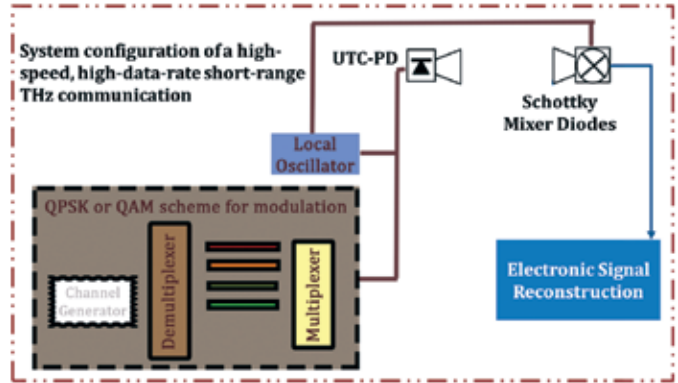 System configuration of a high-
speed, high-data-rate short-range
THz communication
UTC-PD
Schottky
Mixer Diodes
Local
Oscillator
QPSK or QAM scheme for modulation
Channel
Generator
Demultiplexer
Multiplexer
Electronic Signal
Reconstruction